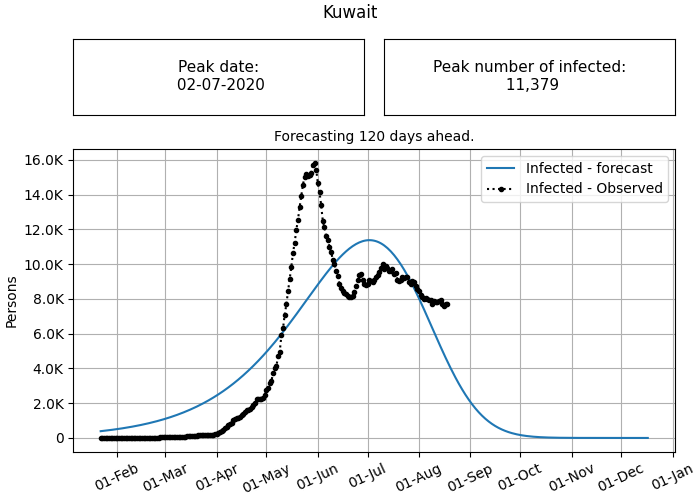 Kuwait
Peak date:
02-07-2020
Peak number of infected:
11,379
Forecasting 120 days ahead.
Infected - forecast
Infected - Observed
Persons
16.0K
14.0K
12.0K
10.0K
8.0K
6.0K
4.0K
2.0K
0
01-Feb
01-Mar
01-Apr
01-May
01-Jun
01-Jul
01-Aug
01-Sep
01-Oct
01-Nov
01-Dec
01-Jan